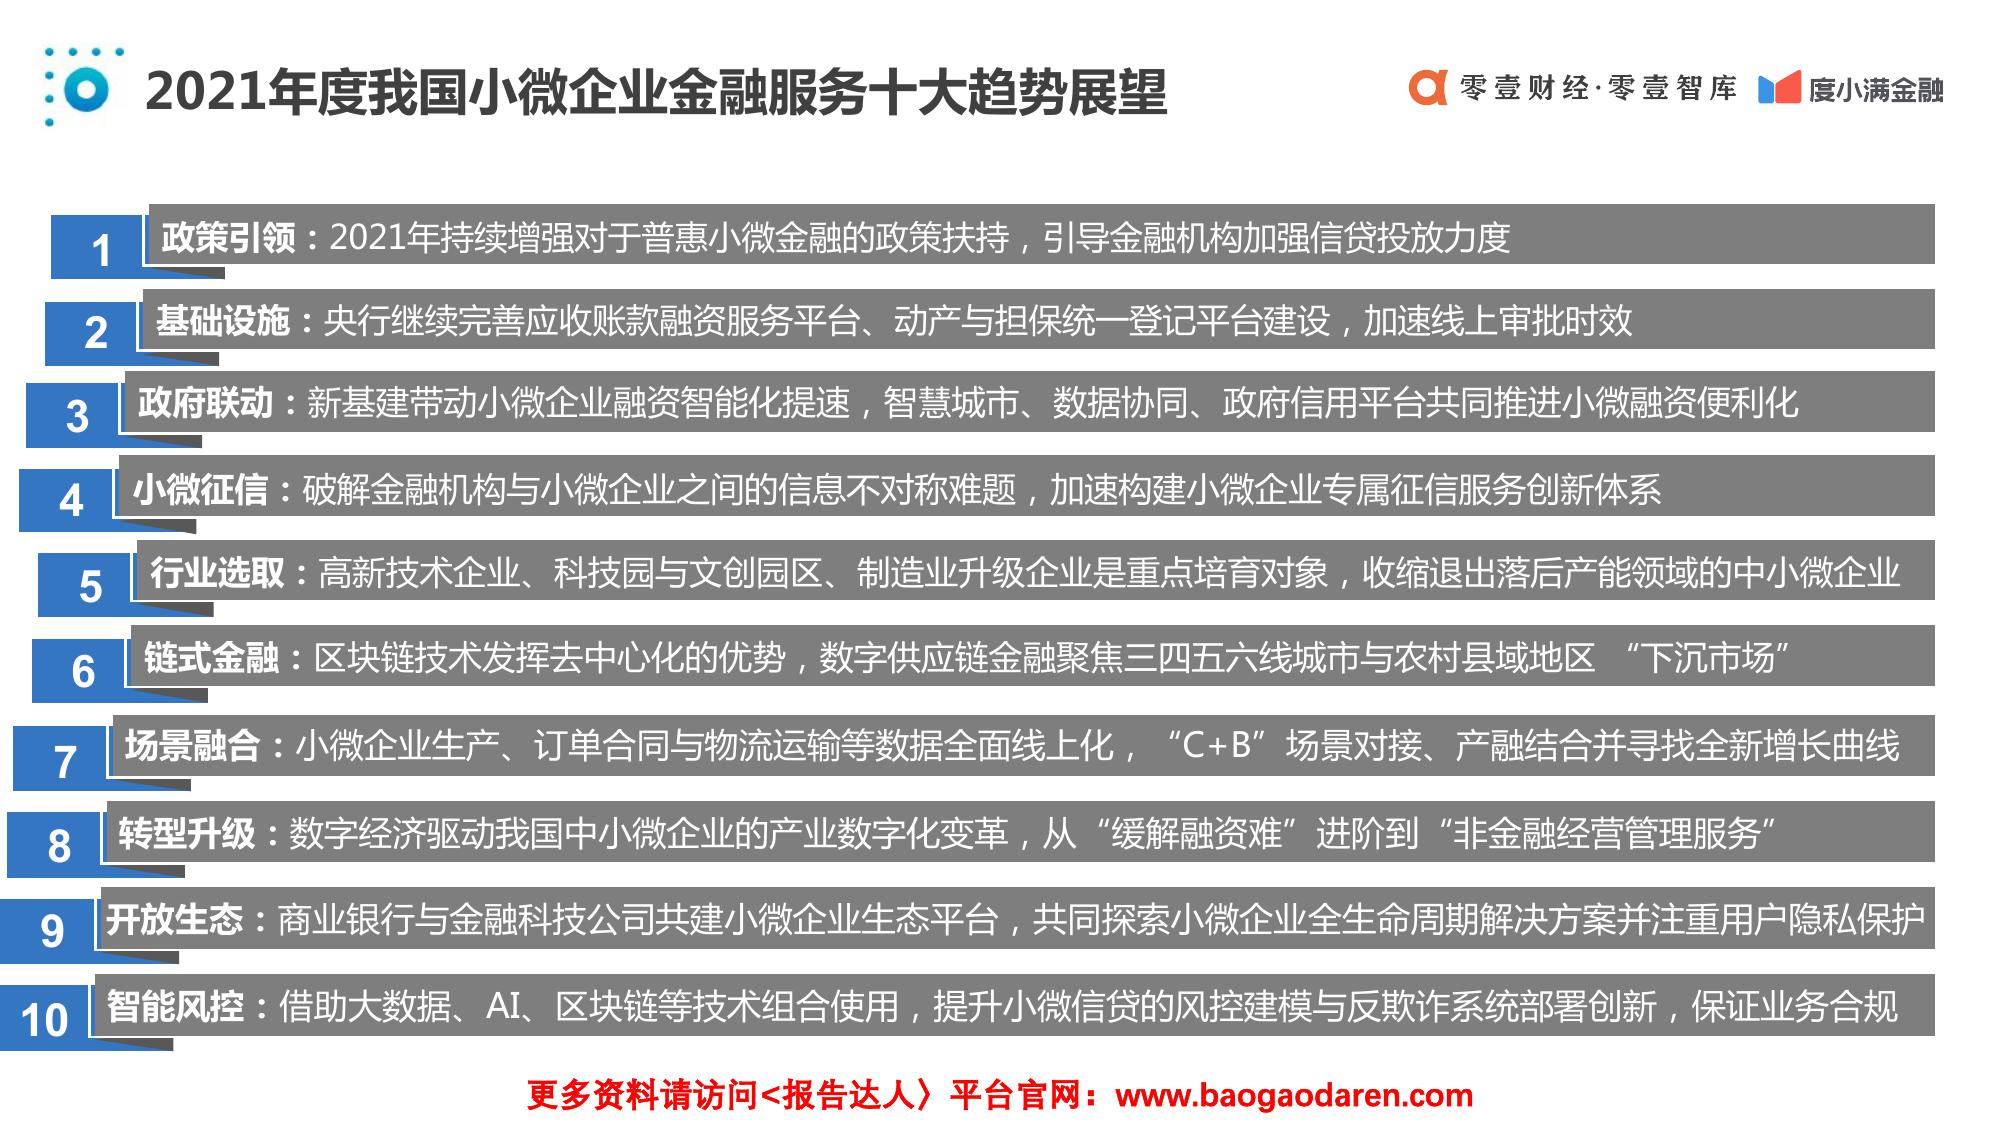 2021年度我国小微企业金融服务十大趋势展望
零壹财经·零壹智库
度小满金融
1 政策引领：2021年持续增强对于普惠小微金融的政策扶持，引导金融机构加强信贷投放力度
2 基础设施：央行继续完善应收账款融资服务平台、动产与担保统一登记平台建设，加速线上审批时效
3 政府联动：新基建带动小微企业融资智能化提速，智慧城市、数据协同、政府信用平台共同推进小微融资便利化
4 小微征信：破解金融机构与小微企业之间的信息不对称难题，加速构建小微企业专属征信服务创新体系
5 行业选取：高新技术企业、科技园与文创园区、制造业升级企业是重点培育对象，收缩退出落后产能领域的中小微企业
6 链式金融：区块链技术发挥去中心化的优势，数字供应链金融聚焦三四五六线城市与农村县域地区 “下沉市场”
7 场景融合：小微企业生产、订单合同与物流运输等数据全面线上化，“C+B”场景对接、产融结合并寻找全新增长曲线
8 转型升级：数字经济驱动我国中小微企业的产业数字化变革，从“缓解融资难”进阶到“非金融经营管理服务”
9 开放生态：商业银行与金融科技公司共建小微企业生态平台，共同探索小微企业全生命周期解决方案并注重用户隐私保护
10 智能风控：借助大数据、AI、区块链等技术组合使用，提升小微信贷的风控建模与反欺诈系统部署创新，保证业务合规
更多资料请访问<报告达人〉平台官网：www.baogaodaren.com